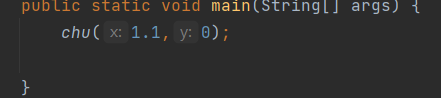 public static void main(String[] args) {
chu( x: 1.1, y: 0);
}